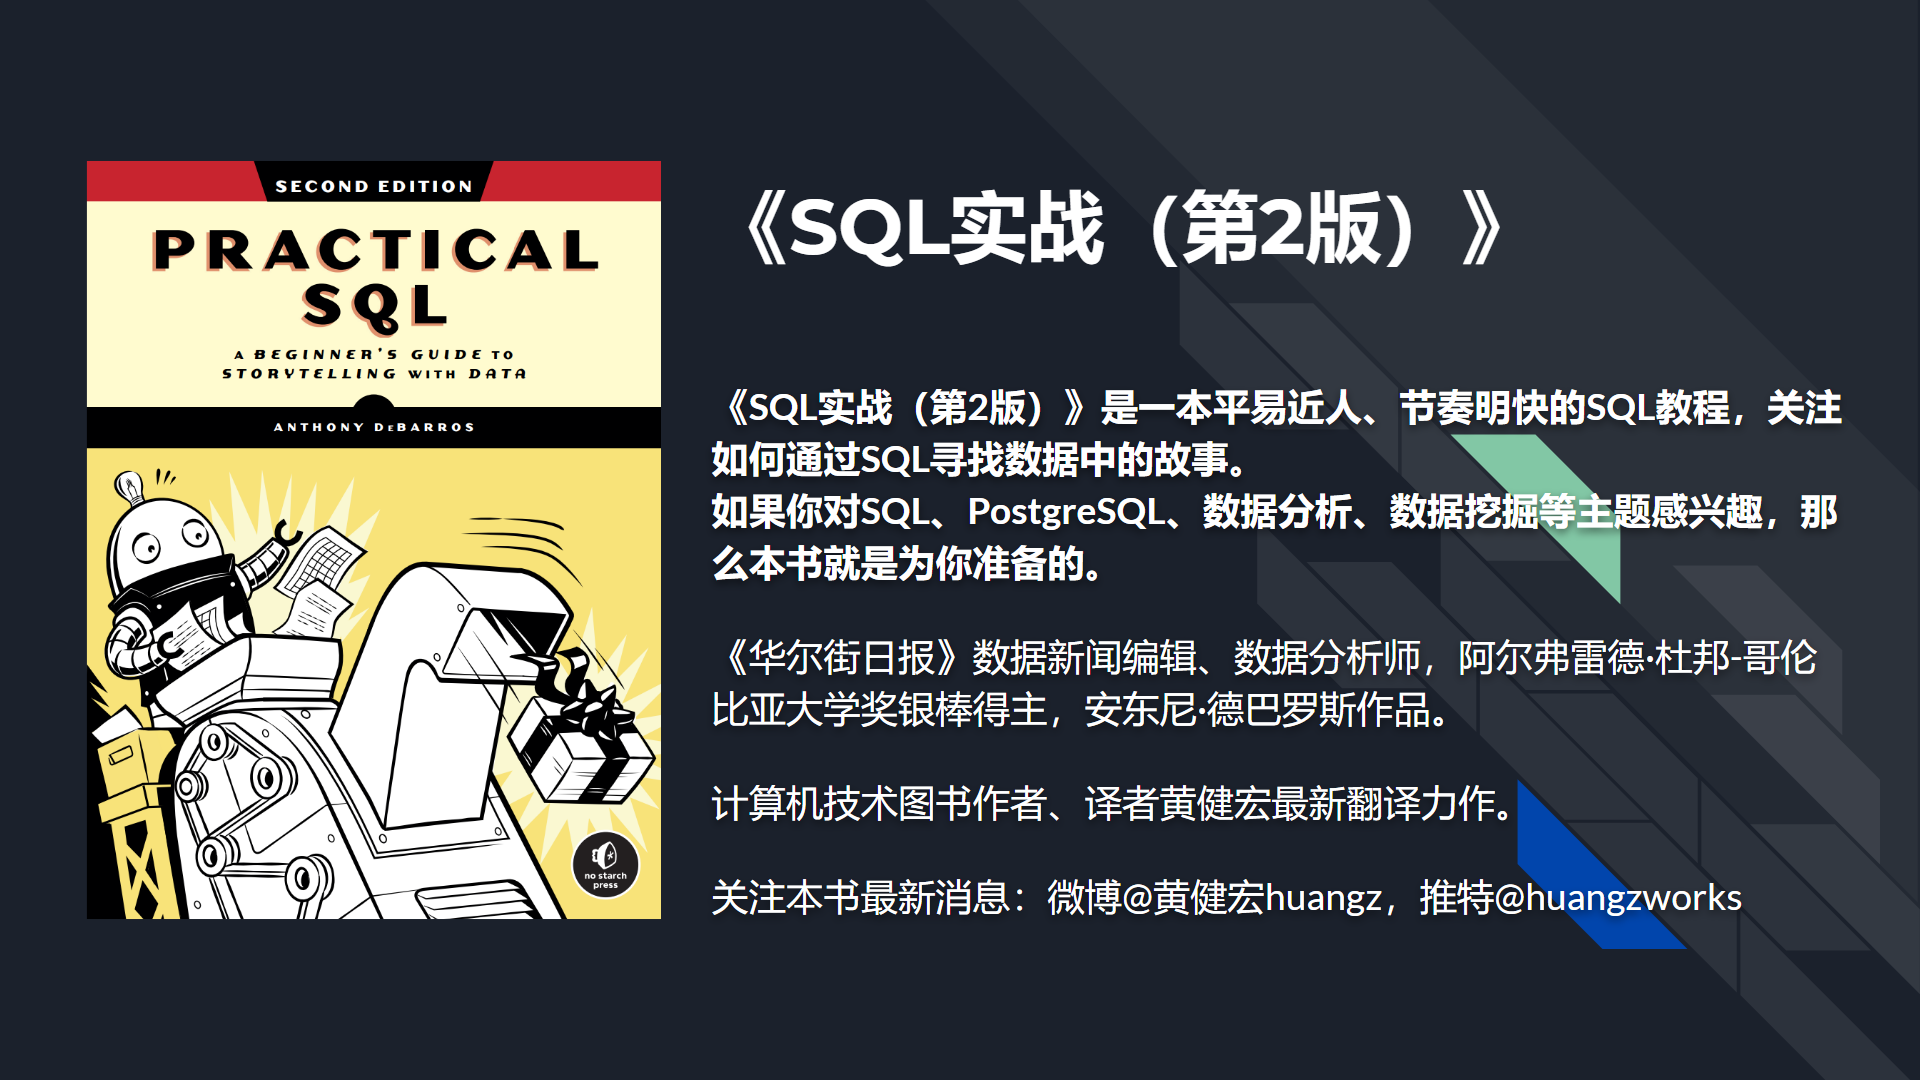 SECOND EDITION
PRACTICAL
SQL
A BEGINNER'S GUIDE TO
STORYTELLING WITH DATA
ANTHONY DEBARROS
no starch
press
《SQL实战（第2版）》
《SQL实战（第2版）》是一本平易近人、节奏明快的SQL教程，关注
如何通过SQL寻找数据中的故事。
如果你对SQL、PostgreSQL、数据分析、数据挖掘等主题感兴趣，那
么本书就是为你准备的。
《华尔街日报》数据新闻编辑、数据分析师，阿尔弗雷德·杜邦-哥伦
比亚大学奖银棒得主，安东尼·德巴罗斯作品。
计算机技术图书作者、译者黄健宏最新翻译力作。
关注本书最新消息：微博@黄健宏huangz，推特@huangzworks